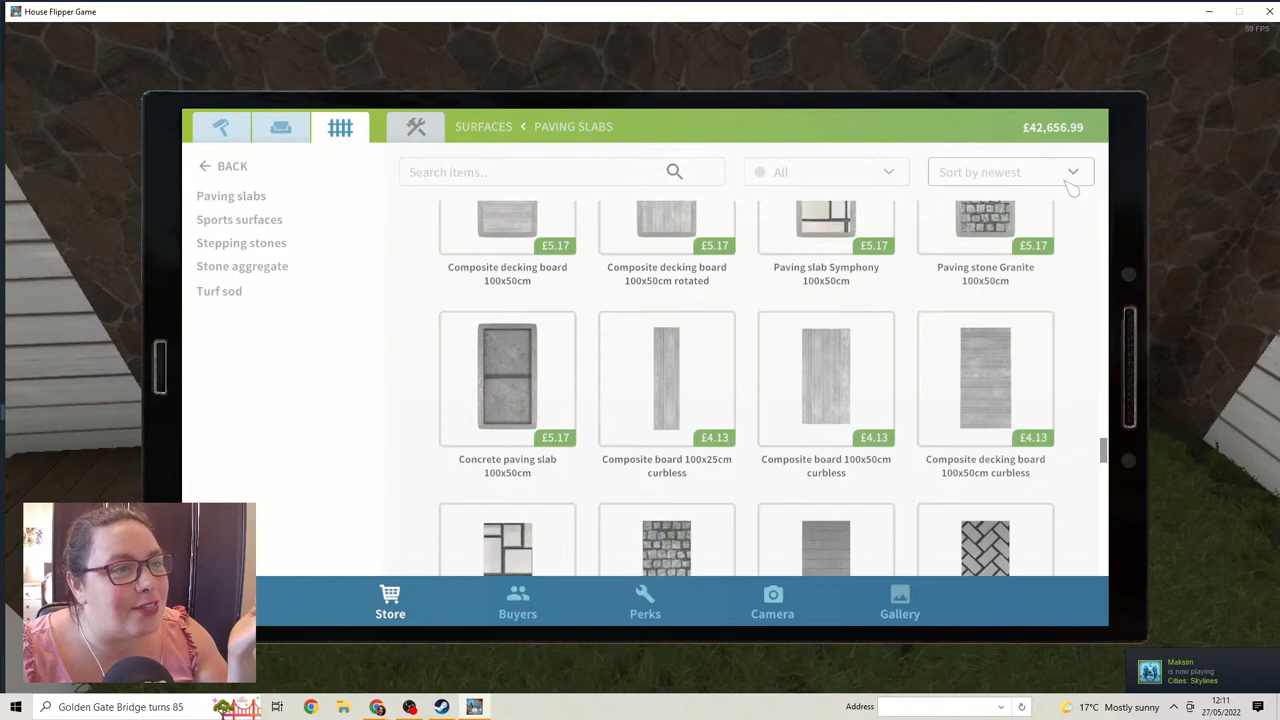 House Flipper Game
59 FPS
SURFACES < PAVING SLABS
£42,656.99
BACK
Search items...
All
Sort by newest
Paving slabs
Sports surfaces
Stepping stones
Stone aggregate
Turf sod
£5.17
£5.17
£5.17
£5.17
Composite decking board
100x50cm
Composite decking board
100x50cm rotated
Paving slab Symphony
100x50cm
Paving stone Granite
100x50cm
£5.17
£4.13
£4.13
£4.13
Concrete paving slab
100x50cm
Composite board 100x25cm
curbless
Composite board 100x50cm
curbless
Composite decking board
100x50cm curbless
Store
Buyers
Perks
Camera
Gallery
Maksim
is now playing
Cities: Skylines
Golden Gate Bridge turns 85
Address
17°C Mostly sunny
12:11
27/05/2022